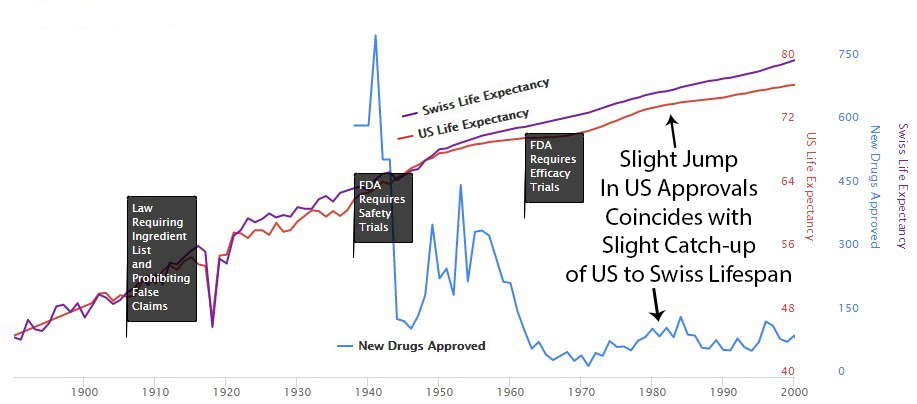 80
750
Swiss Life Expectancy
US Life Expectancy
72
600
FDA
Requires
Efficacy
Trials
Slight Jump
In US Approvals
Coincides with
Slight Catch-up
of US to Swiss Lifespan
FDA
Requires
Safety
Trials
64
450
Law
Requiring
Ingredient
List
and
Prohibiting
False
Claims
56
300
US Life Expectancy
New Drugs Approved
Swiss Life Expectancy
48
150
New Drugs Approved
40
0
1900
1910
1920
1930
1940
1950
1960
1970
1980
1990
2000